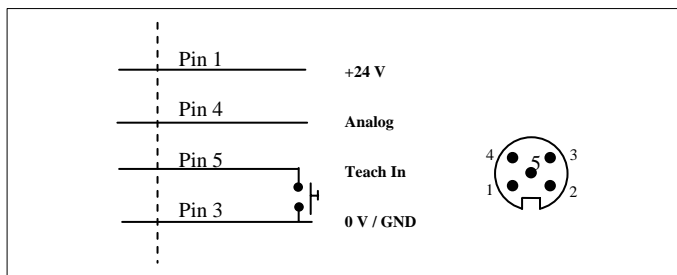 Pin 1
+24 V
Pin 4
Analog
Pin 5
Teach In
Pin 3
0 V / GND
4 5 3
1 2